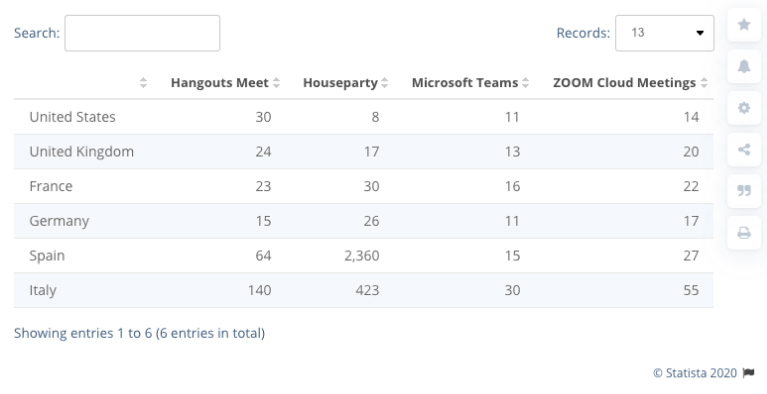 Search: Records: 13
Hangouts Meet Houseparty Microsoft Teams ZOOM Cloud Meetings
United States 30 8 11 14
United Kingdom 24 17 13 20
France 23 30 16 22
Germany 15 26 11 17
Spain 64 2,360 15 27
Italy 140 423 30 55
Showing entries 1 to 6 (6 entries in total)
© Statista 2020